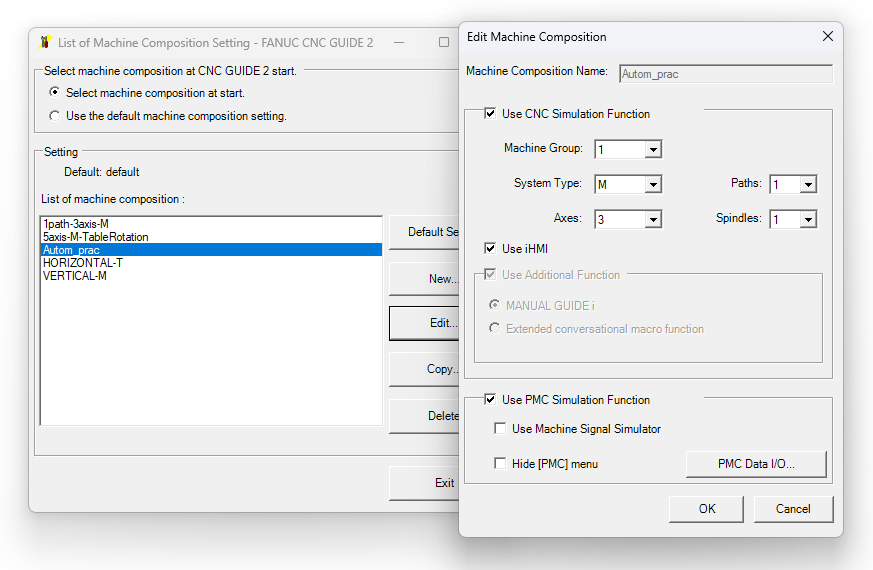 List of Machine Composition Setting - FANUC CNC GUIDE 2
Select machine composition at CNC GUIDE 2 start.
Select machine composition at start.
Use the default machine composition setting.
Setting
Default: default
List of machine composition :
1path-3axis-M
5axis-M-TableRotation
Autom_prac
HORIZONTAL-T
VERTICAL-M
Default Se
New...
Edit...
Copy..
Delete
Exit
Edit Machine Composition
Machine Composition Name: Autom_prac
Use CNC Simulation Function
Machine Group: 1
System Type: M Paths: 1
Axes: 3 Spindles: 1
Use iHMI
Use Additional Function
MANUAL GUIDE i
Extended conversational macro function
Use PMC Simulation Function
Use Machine Signal Simulator
Hide [PMC] menu PMC Data I/O...
OK Cancel